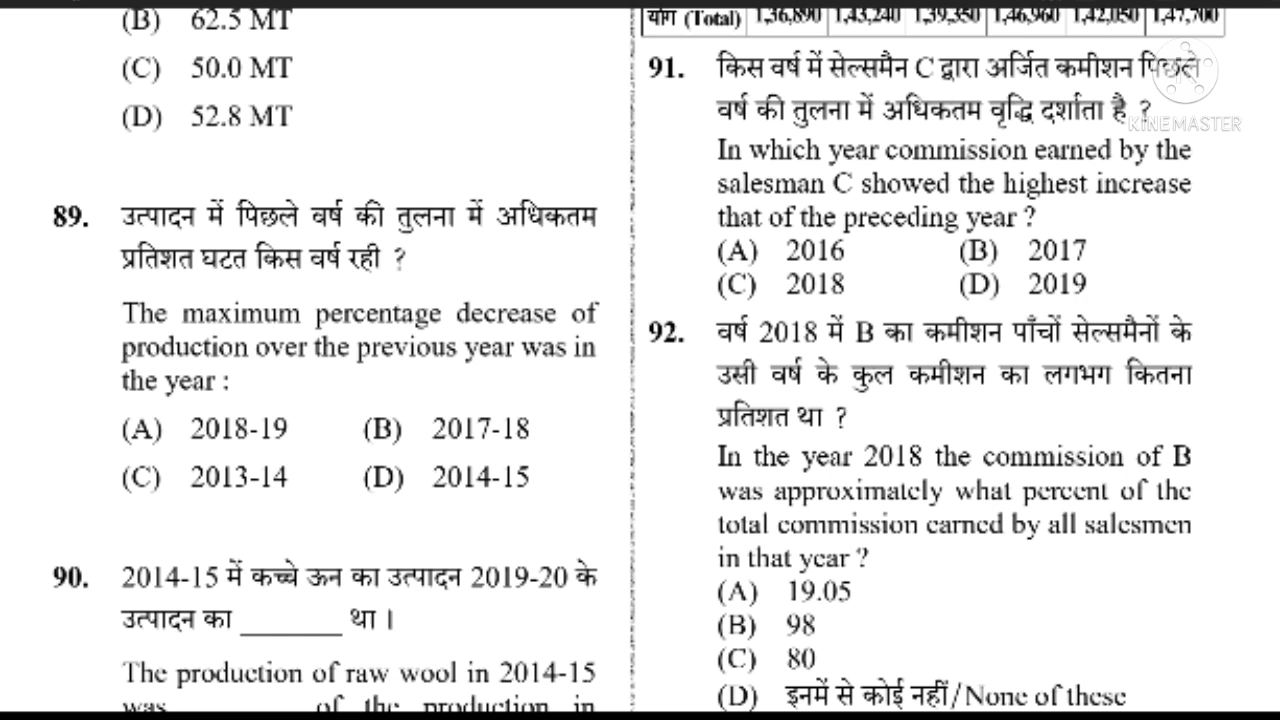 (B) 62.5 MT
(C) 50.0 MT
(D) 52.8 MT
89. उत्पादन में पिछले वर्ष की तुलना में अधिकतम
प्रतिशत घटत किस वर्ष रही ?
The maximum percentage decrease of
production over the previous year was in
the year :
(A) 2018-19 (B) 2017-18
(C) 2013-14 (D) 2014-15
90. 2014-15 में कच्चे ऊन का उत्पादन 2019-20 के
उत्पादन का ________ था ।
The production of raw wool in 2014-15
was ________ of the production in
योग (Total) 1,36,890 1,43,240 1,39,350 1,46,960 1,42,050 1,47,700
91. किस वर्ष में सेल्समैन C द्वारा अर्जित कमीशन पिछले
वर्ष की तुलना में अधिकतम वृद्धि दर्शाता है ?
KINEMASTER
In which year commission earned by the
salesman C showed the highest increase
that of the preceding year ?
(A) 2016 (B) 2017
(C) 2018 (D) 2019
92. वर्ष 2018 में B का कमीशन पाँचों सेल्समैनों के
उसी वर्ष के कुल कमीशन का लगभग कितना
प्रतिशत था ?
In the year 2018 the commission of B
was approximately what percent of the
total commission earned by all salesmen
in that year ?
(A) 19.05
(B) 98
(C) 80
(D) इनमें से कोई नहीं/None of these